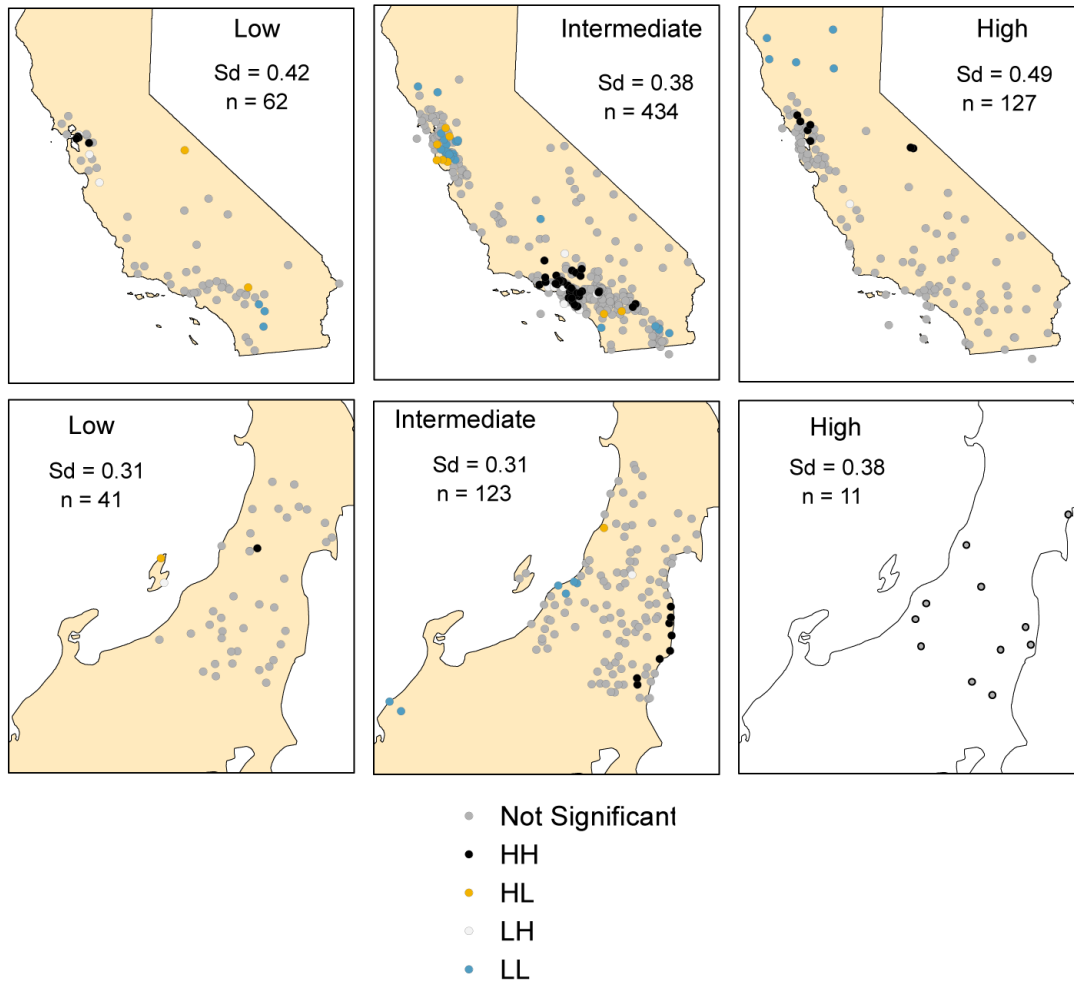 Low
Sd = 0.42
n = 62
Intermediate
Sd = 0.38
n = 434
High
Sd = 0.49
n = 127
Low
Sd = 0.31
n = 41
Intermediate
Sd = 0.31
n = 123
High
Sd = 0.38
n = 11
Not Significant
HH
HL
LH
LL